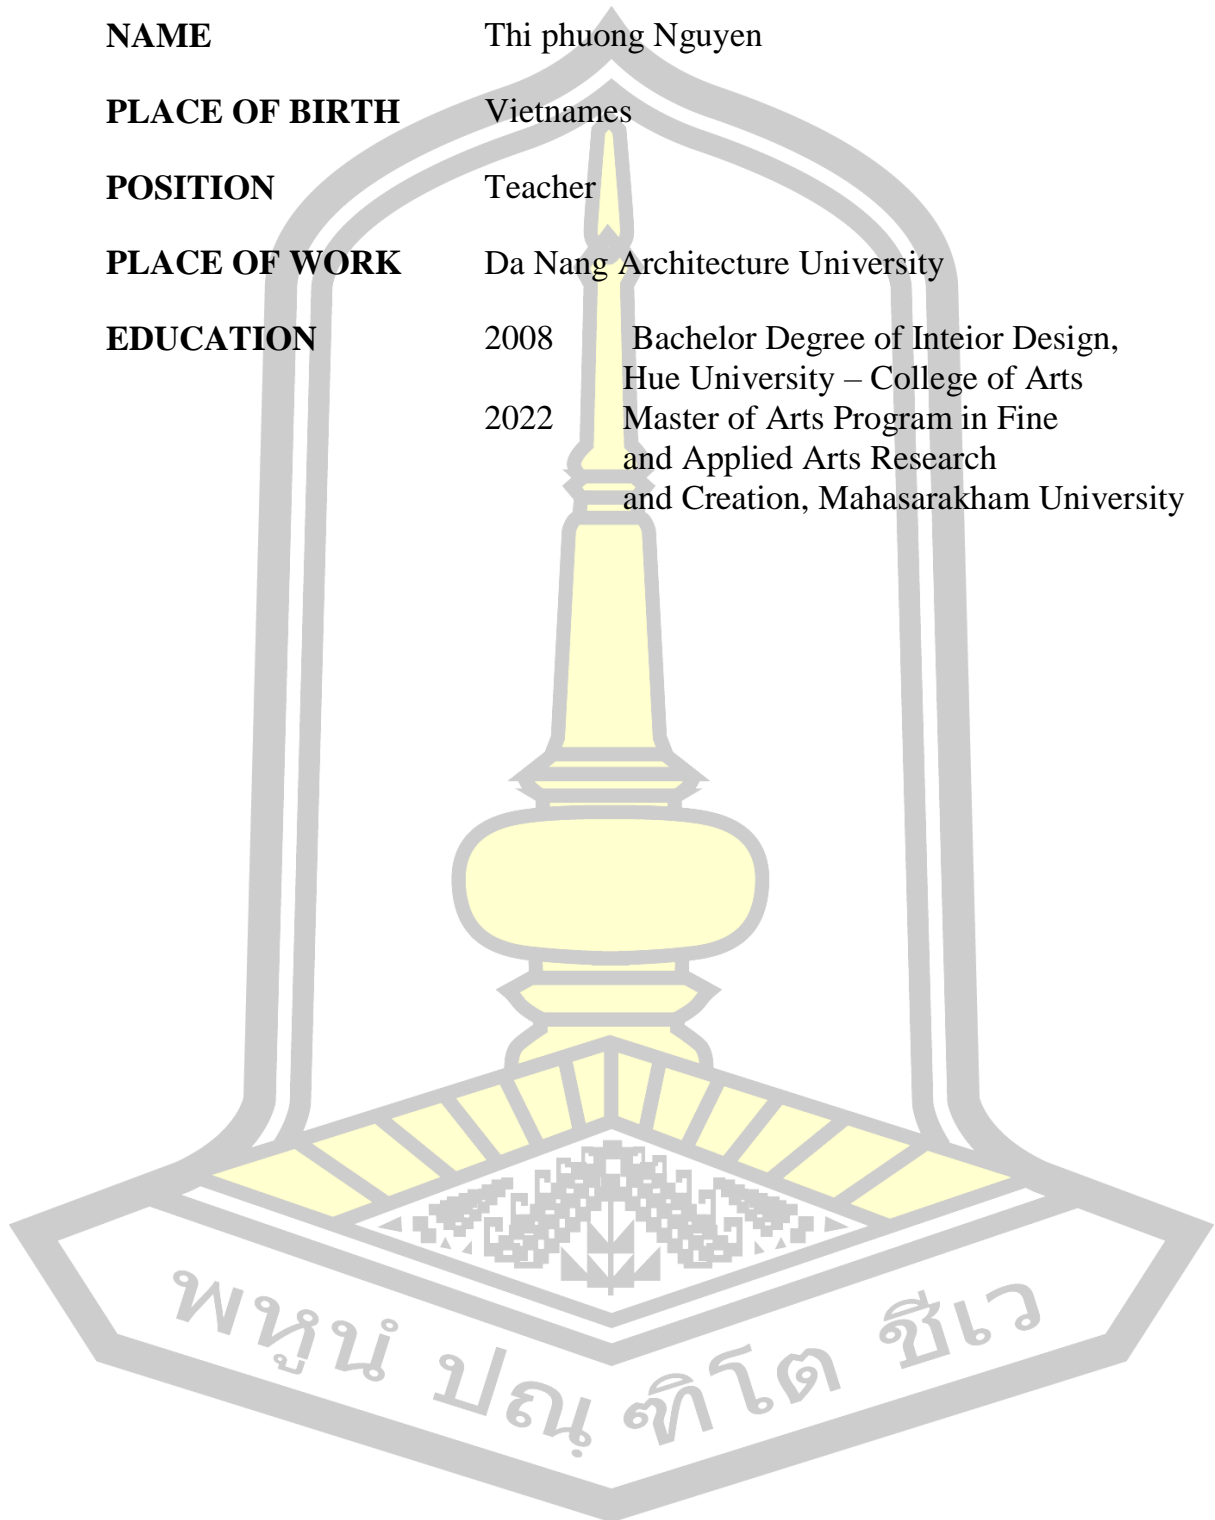 NAME Thi phuong Nguyen
PLACE OF BIRTH Vietnames
POSITION Teacher
PLACE OF WORK Da Nang Architecture University
EDUCATION 2008 Bachelor Degree of Inteior Design,
Hue University – College of Arts
2022 Master of Arts Program in Fine
and Applied Arts Research
and Creation, Mahasarakham University
พหูนํ ปณฺ ฑิโต ชีเว